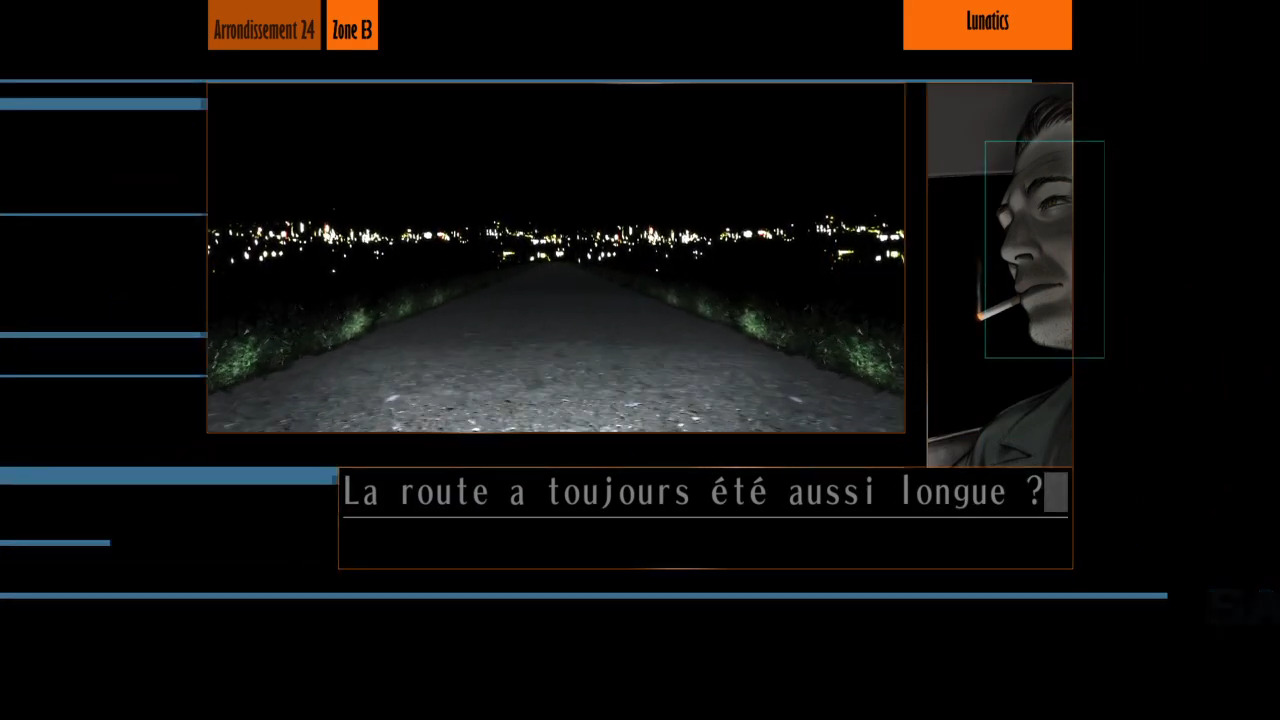 Arrondissement 24 Zone B Lunatics
La route a toujours été aussi longue ?